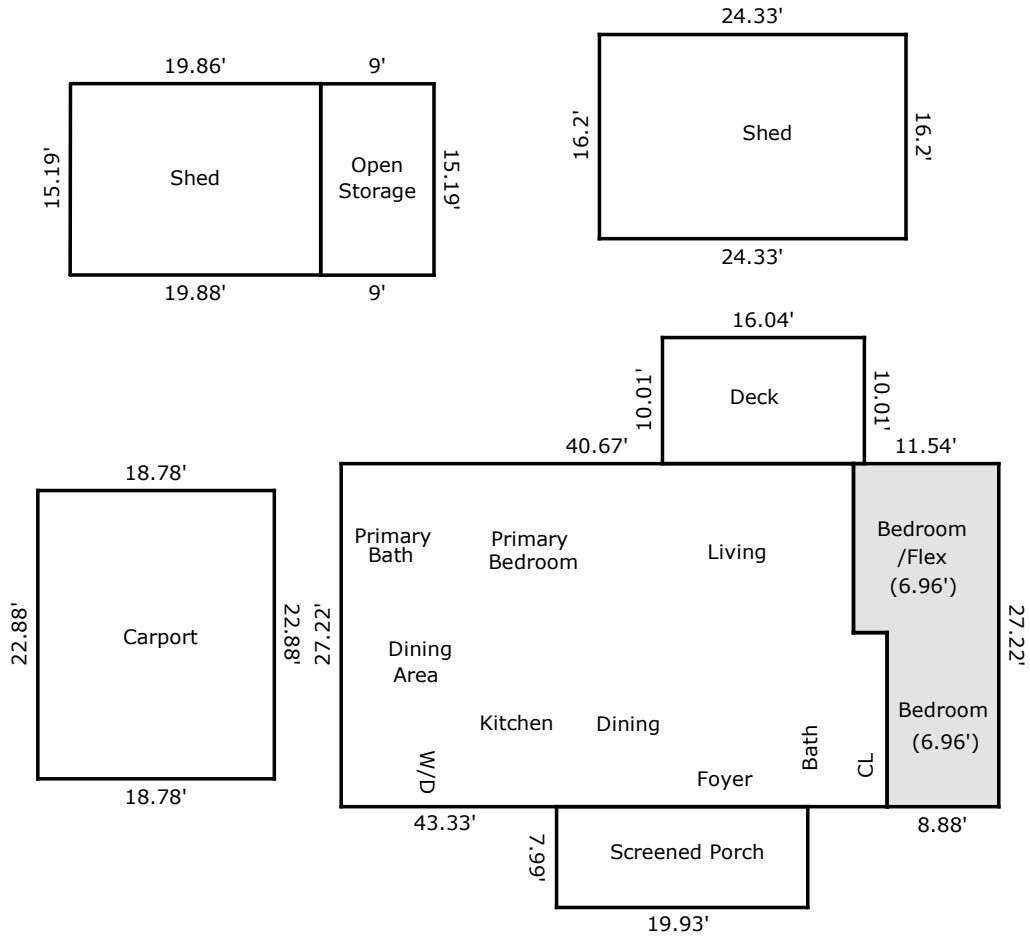 24.33'
16.2'
Shed
16.2'
24.33'
19.86'
9'
15.19'
Shed
Open
Storage
15.19'
19.88'
9'
16.04'
10.01'
Deck
10.01'
40.67'
11.54'
18.78'
22.88'
Carport
22.88'
18.78'
27.22'
Primary
Bath
Primary
Bedroom
Living
Bedroom
/Flex
(6.96')
27.22'
Dining
Area
Kitchen
Dining
Bedroom
(6.96')
W/D
Foyer
Bath
CL
43.33'
8.88'
7.99'
Screened Porch
19.93'